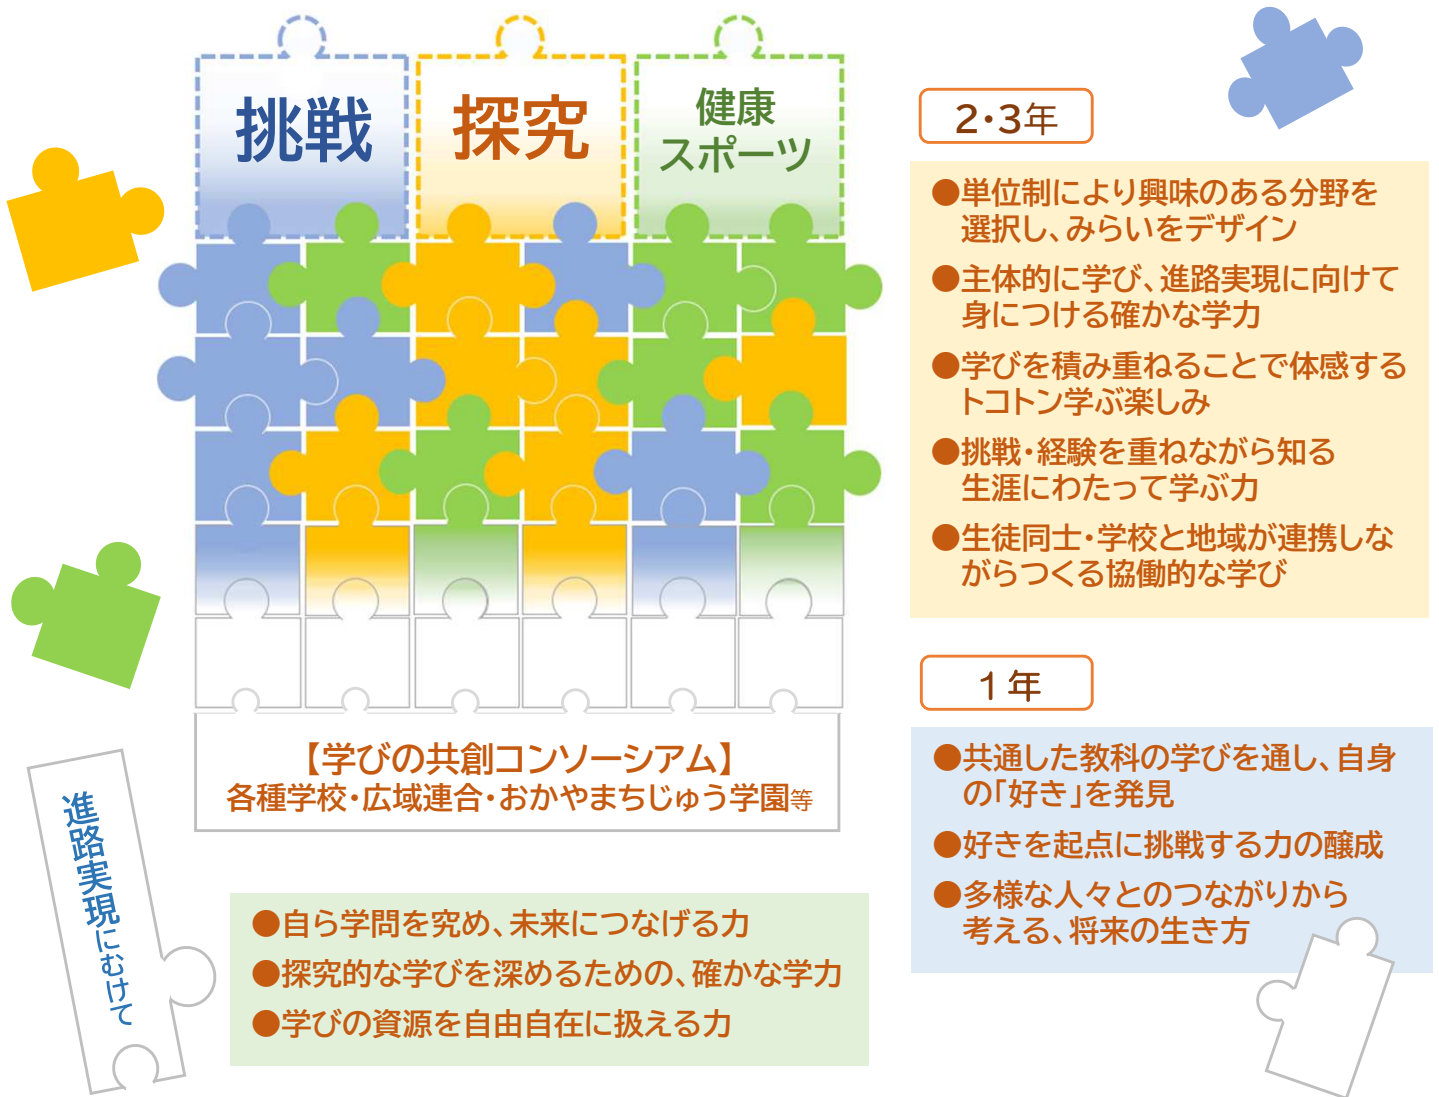 挑戦
探究
健康
スポーツ
2・3年
●単位制により興味のある分野を
選択し、みらいをデザイン
●主体的に学び、進路実現に向けて
身につける確かな学力
●学びを積み重ねることで体感する
トコトン学ぶ楽しみ
●挑戦・経験を重ねながら知る
生涯にわたって学ぶ力
●生徒同士・学校と地域が連携しな
がらつくる協働的な学び
1年
●共通した教科の学びを通し、自身
の「好き」を発見
●好きを起点に挑戦する力の醸成
●多様な人々とのつながりから
考える、将来の生き方
【学びの共創コンソーシアム】
各種学校・広域連合・おかやまちじゅう学園等
進路実現にむけて
●自ら学問を究め、未来につなげる力
●探究的な学びを深めるための、確かな学力
●学びの資源を自由自在に扱える力